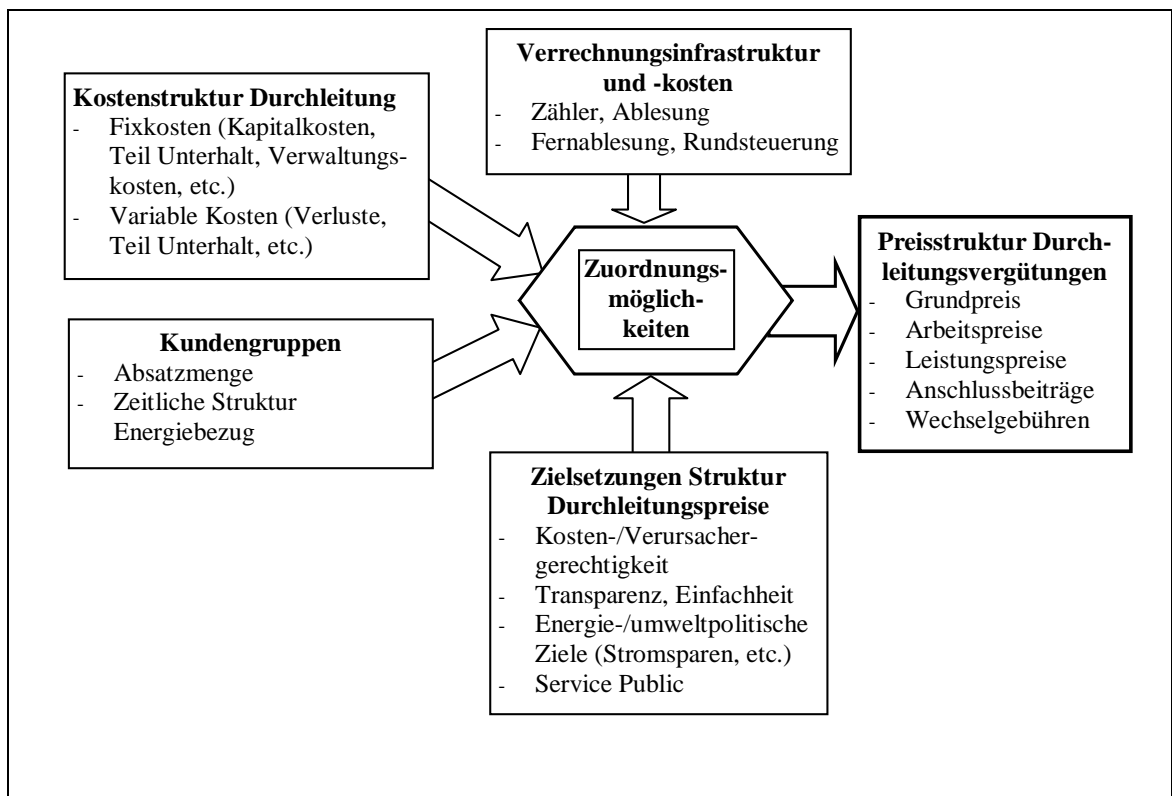 Verrechnungsinfrastruktur
und -kosten
- Zähler, Ablesung
- Fernablesung, Rundsteuerung
Kostenstruktur Durchleitung
- Fixkosten (Kapitalkosten,
Teil Unterhalt, Verwaltungs-
kosten, etc.)
- Variable Kosten (Verluste,
Teil Unterhalt, etc.)
Kundengruppen
- Absatzmenge
- Zeitliche Struktur
Energiebezug
Zuordnungs-
möglich-
keiten
Preisstruktur Durch-
leitungsvergütungen
- Grundpreis
- Arbeitspreise
- Leistungspreise
- Anschlussbeiträge
- Wechselgebühren
Zielsetzungen Struktur
Durchleitungspreise
- Kosten-/Verursacher-
gerechtigkeit
- Transparenz, Einfachheit
- Energie-/umweltpolitische
Ziele (Stromsparen, etc.)
- Service Public